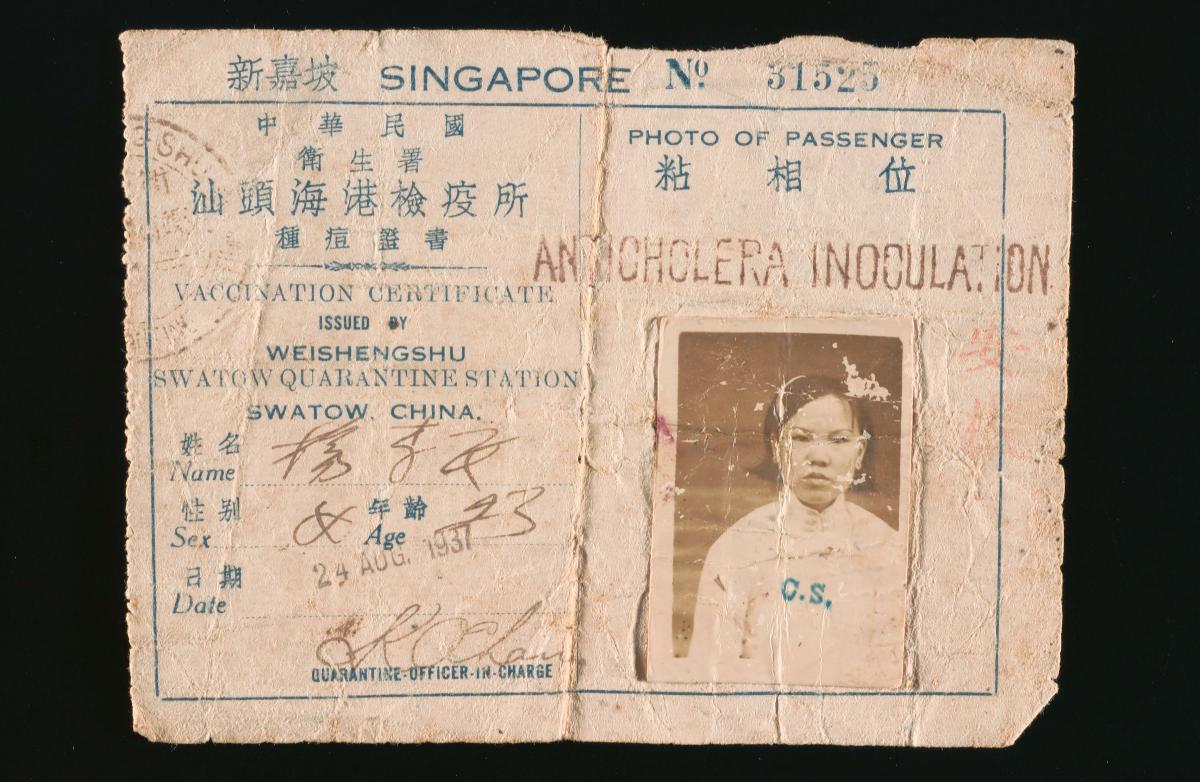 新嘉坡 SINGAPORE Nº 31525
中華民國
衛生署
汕頭海港檢疫所
種痘證書
VACCINATION CERTIFICATE
ISSUED BY
WEISHENGSHU
SWATOW QUARANTINE STATION
SWATOW, CHINA.
姓名
Name 楊
性别 年齡
Sex 女 Age 23
日期
Date 24 AUG. 1937
QUARANTINE-OFFICER-IN-CHARGE
PHOTO OF PASSENGER
粘相位
ANTICHOLERA INOCULATION
C.S.